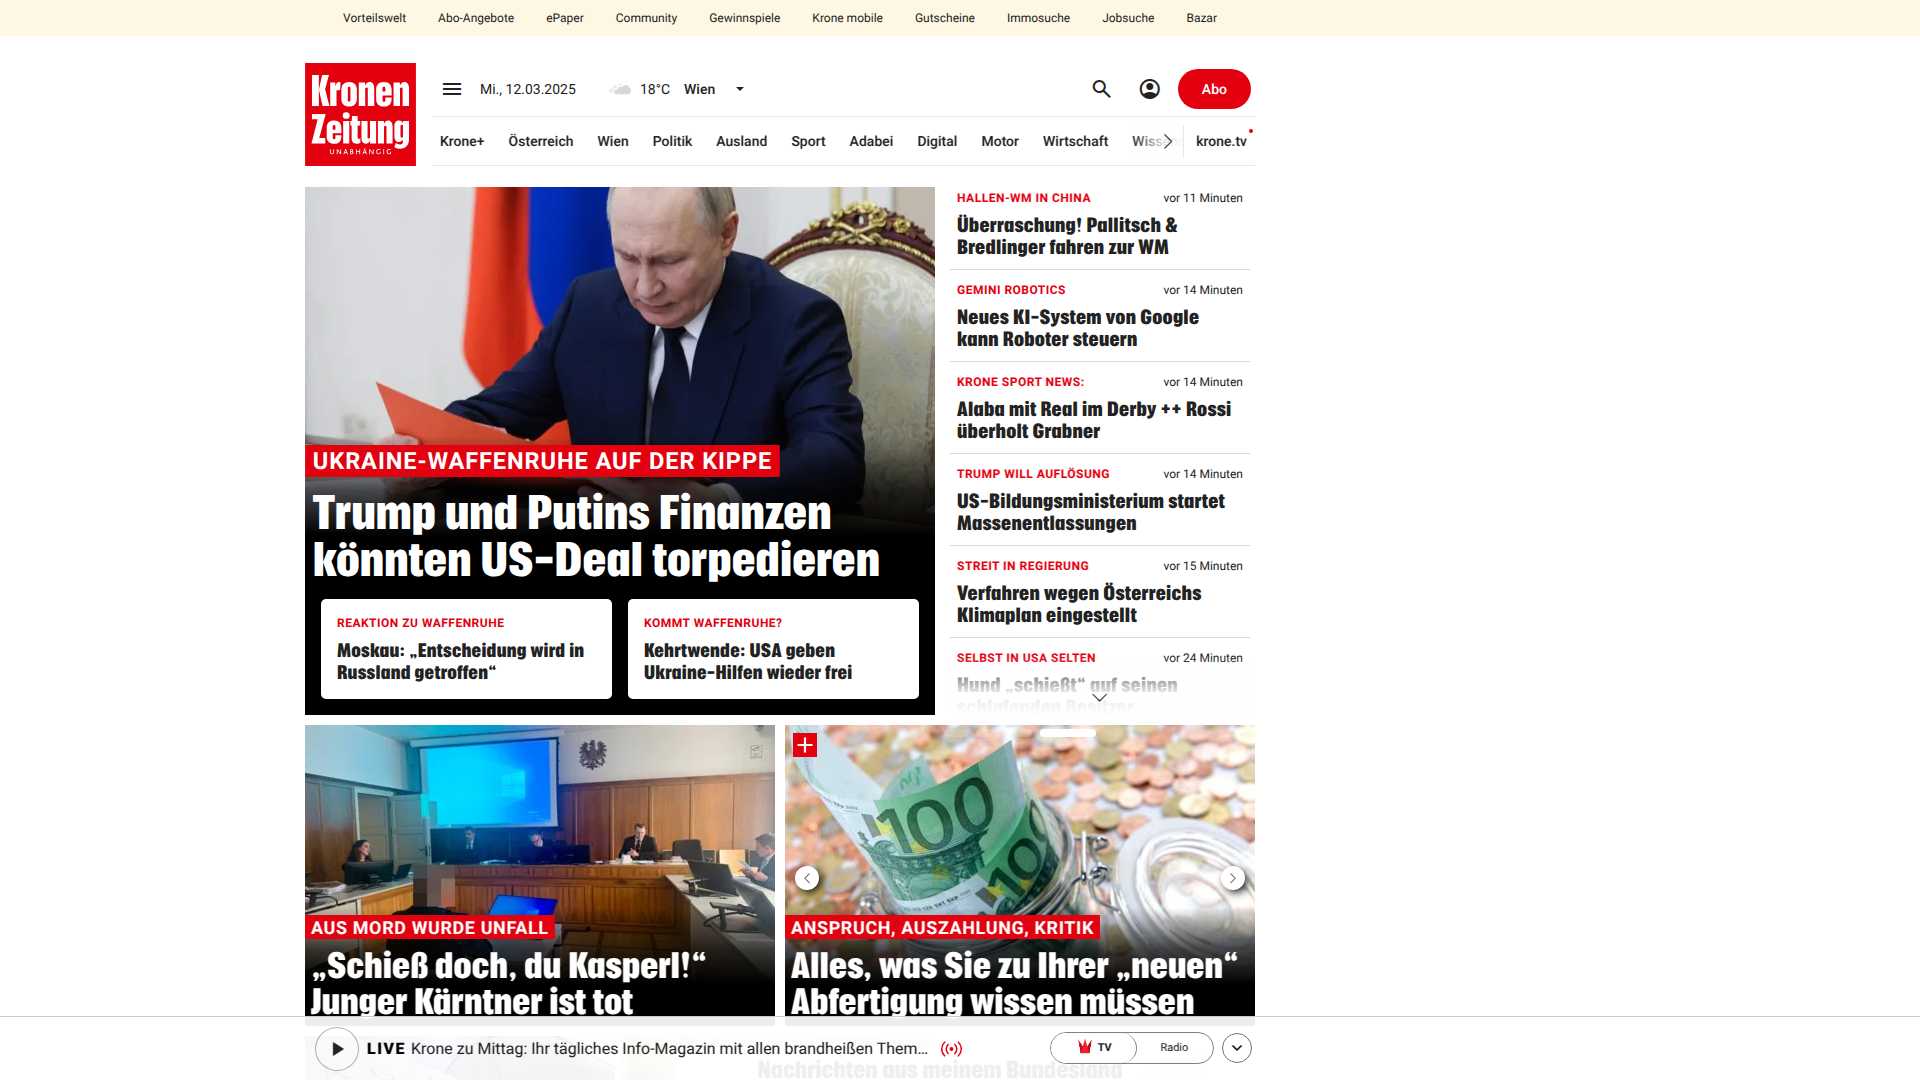 Vorteilswelt Abo-Angebote ePaper Community Gewinnspiele Krone mobile Gutscheine Immosuche Jobsuche Bazar
Kronen
Zeitung
UNABHÄNGIG
Mi., 12.03.2025 18°C Wien
Abo
Krone+ Österreich Wien Politik Ausland Sport Adabei Digital Motor Wirtschaft krone.tv
UKRAINE-WAFFENRUHE AUF DER KIPPE
Trump und Putins Finanzen
könnten US-Deal torpedieren
REAKTION ZU WAFFENRUHE
Moskau: „Entscheidung wird in
Russland getroffen“
KOMMT WAFFENRUHE?
Kehrtwende: USA geben
Ukraine-Hilfen wieder frei
HALLEN-WM IN CHINA vor 11 Minuten
Überraschung! Pallitsch &
Bredlinger fahren zur WM
GEMINI ROBOTICS vor 14 Minuten
Neues KI-System von Google
kann Roboter steuern
KRONE SPORT NEWS: vor 14 Minuten
Alaba mit Real im Derby ++ Rossi
überholt Grabner
TRUMP WILL AUFLÖSUNG vor 14 Minuten
US-Bildungsministerium startet
Massenentlassungen
STREIT IN REGIERUNG vor 15 Minuten
Verfahren wegen Österreichs
Klimaplan eingestellt
SELBST IN USA SELTEN vor 24 Minuten
Hund „schießt“ auf seinen
schlafenden Besitzer
AUS MORD WURDE UNFALL
„Schieß doch, du Kasperl!“
Junger Kärntner ist tot
100
100
ANSPRUCH, AUSZAHLUNG, KRITIK
Alles, was Sie zu Ihrer „neuen“
Abfertigung wissen müssen
LIVE Krone zu Mittag: Ihr tägliches Info-Magazin mit allen brandheißen Them...
TV Radio
Nachrichten aus meinem Bundesland